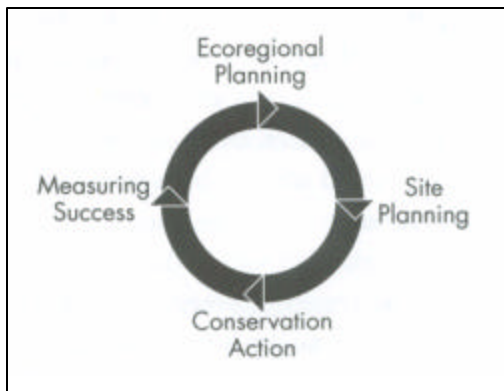 Ecoregional
Planning
Site
Planning
Conservation
Action
Measuring
Success